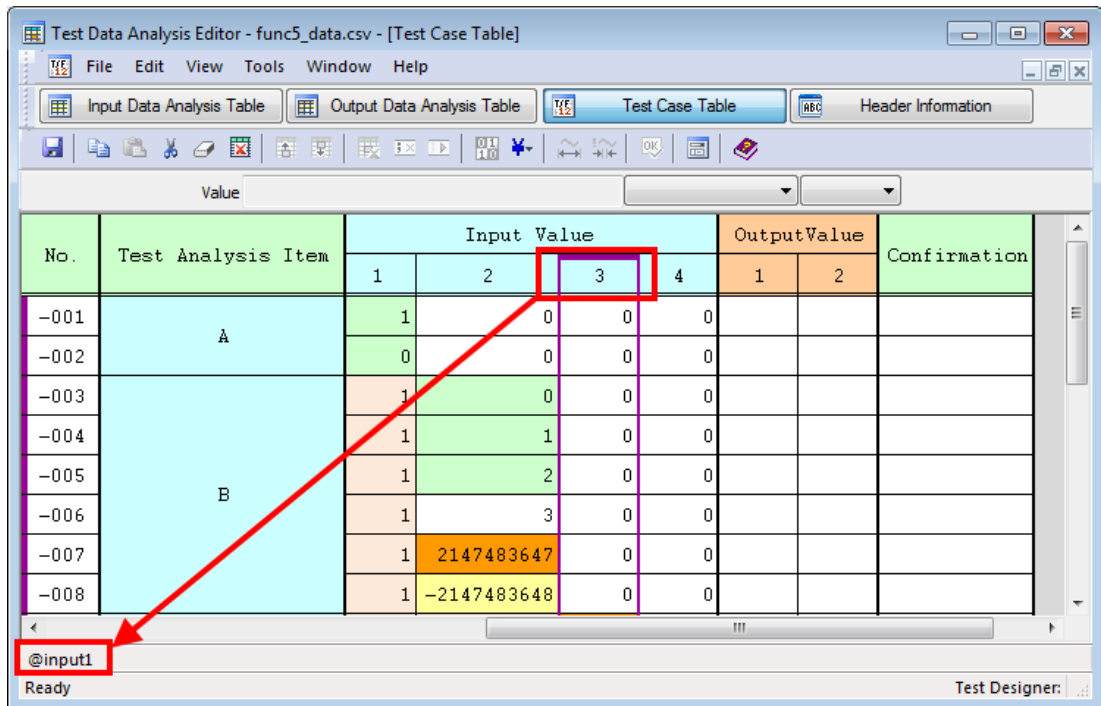 Test Data Analysis Editor - func5_data.csv - [Test Case Table]
File Edit View Tools Window Help
Input Data Analysis Table Output Data Analysis Table Test Case Table Header Information
Value
No. Test Analysis Item Input Value OutputValue Confirmation
1 2 3 4 1 2
-001 A 1 0 0 0
-002 0 0 0 0
-003 B 1 0 0 0
-004 1 1 0 0
-005 1 2 0 0
-006 1 3 0 0
-007 1 2147483647 0 0
-008 1 -2147483648 0 0
@input1
Ready Test Designer: